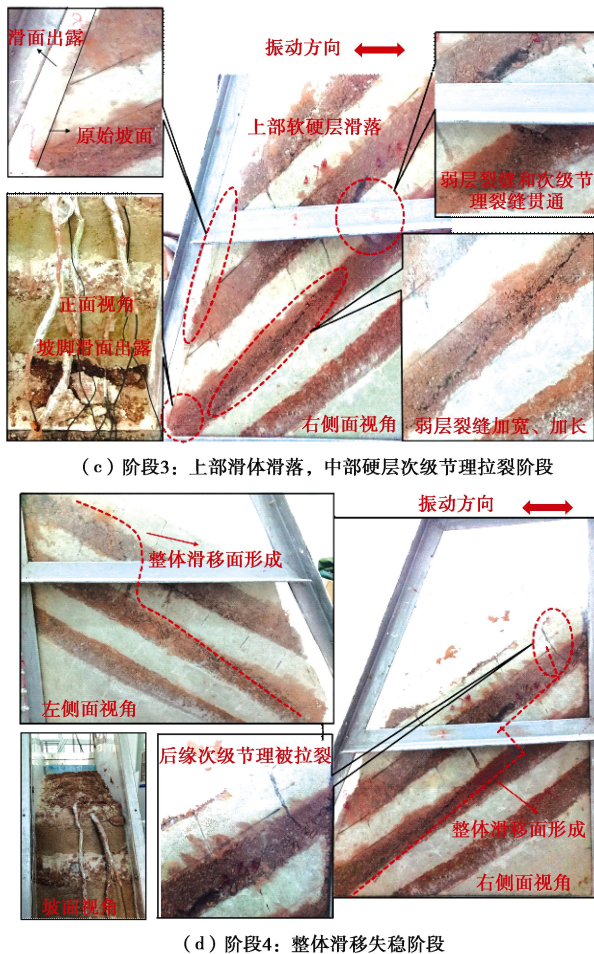 滑面出露
原始坡面
振动方向
上部软硬层滑落
弱层裂缝和次级节
理裂缝贯通
正面视角
坡脚滑面出露
右侧面视角
弱层裂缝加宽、加长
（c）阶段3：上部滑体滑落，中部硬层次级节理拉裂阶段
振动方向
整体滑移面形成
左侧面视角
后缘次级节理被拉裂
坡面视角
整体滑移面形成
右侧面视角
（d）阶段4：整体滑移失稳阶段